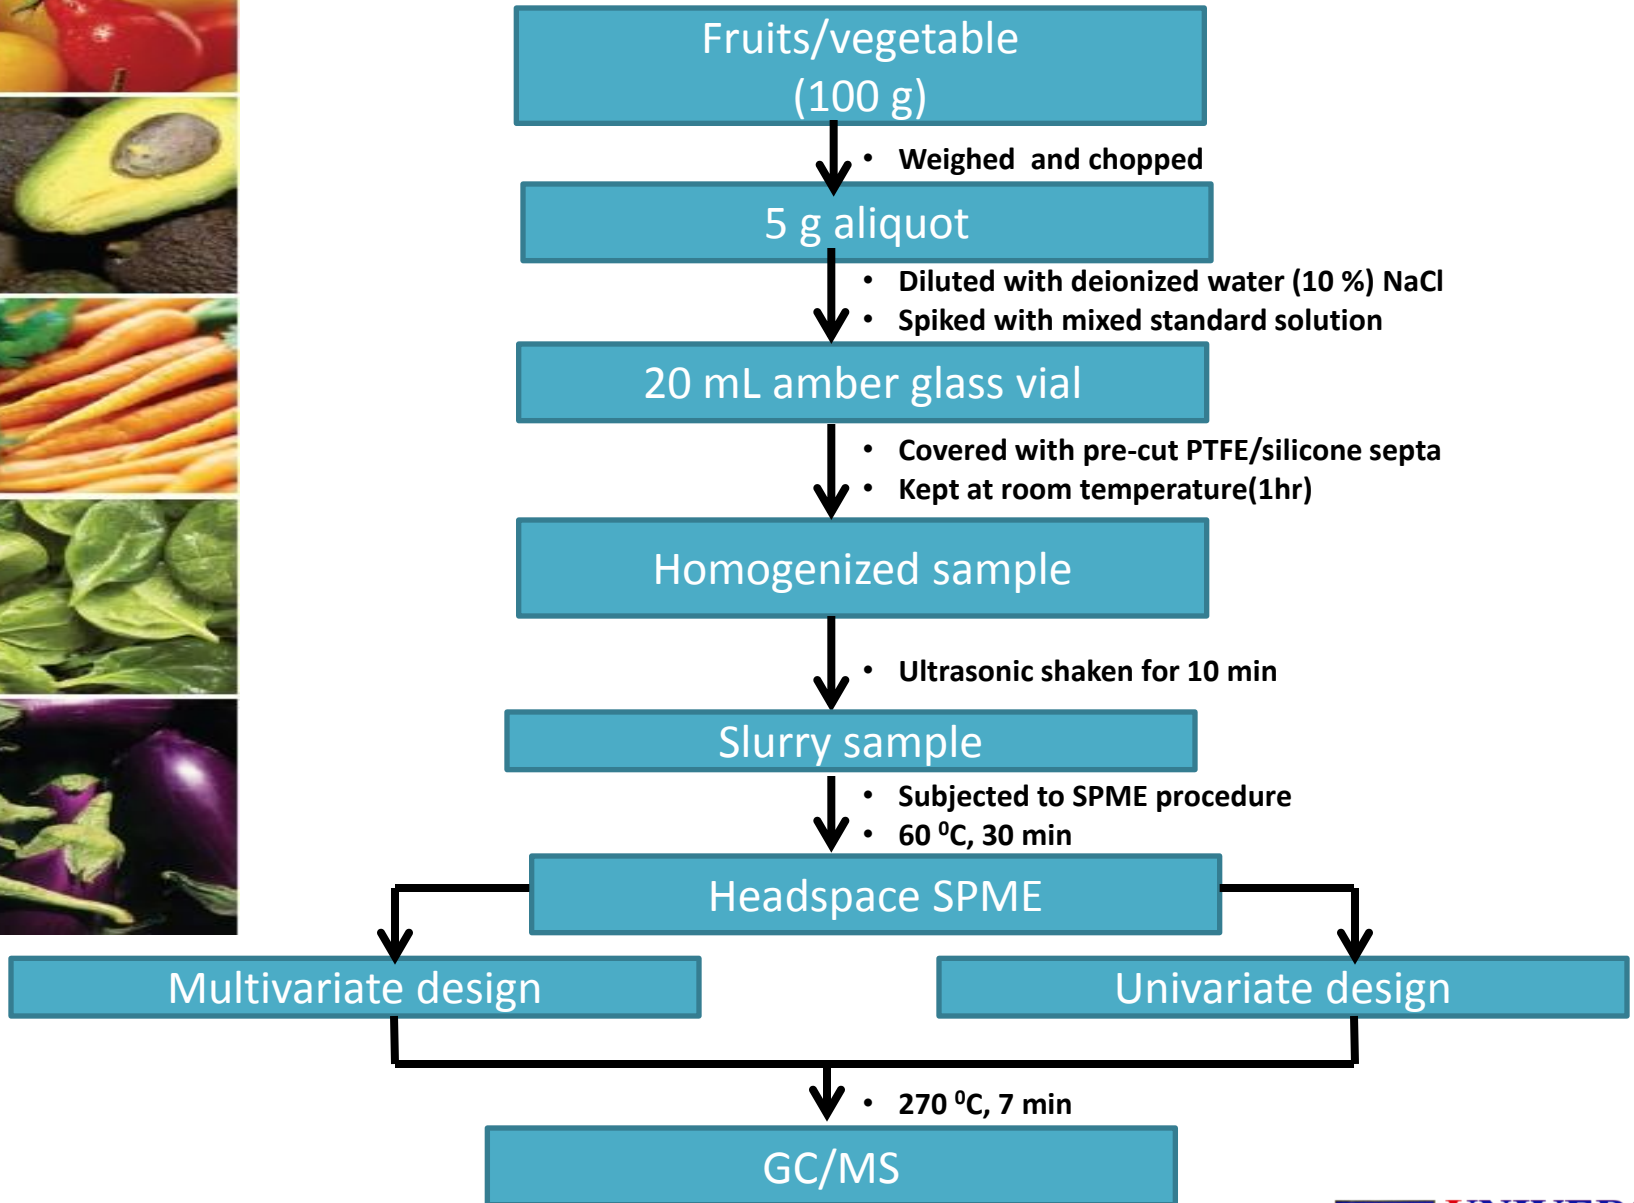 Fruits/vegetable
(100 g)
• Weighed and chopped
5 g aliquot
• Diluted with deionized water (10 %) NaCl
• Spiked with mixed standard solution
20 mL amber glass vial
• Covered with pre-cut PTFE/silicone septa
• Kept at room temperature(1hr)
Homogenized sample
• Ultrasonic shaken for 10 min
Slurry sample
• Subjected to SPME procedure
• 60 ⁰C, 30 min
Headspace SPME
Multivariate design
Univariate design
• 270 ⁰C, 7 min
GC/MS